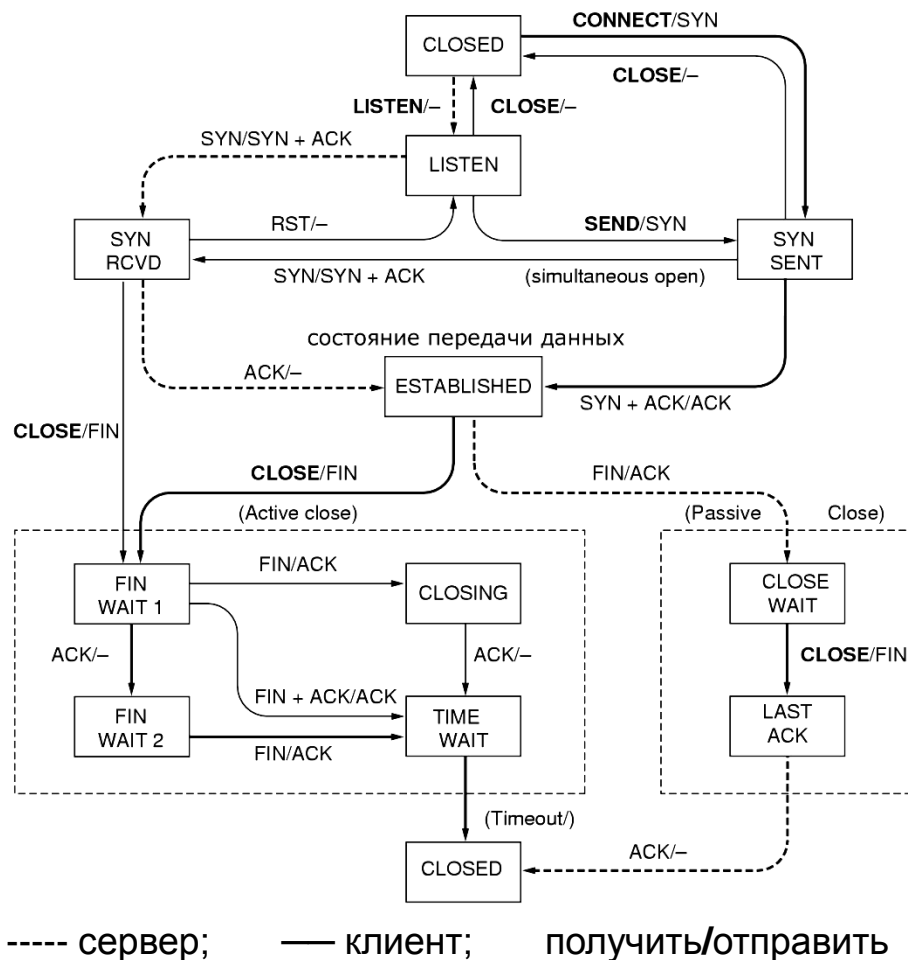 CONNECT/SYN
CLOSED
CLOSE/–
LISTEN/–
CLOSE/–
SYN/SYN + ACK
LISTEN
RST/–
SEND/SYN
SYN
RCVD
SYN
SENT
SYN/SYN + ACK
(simultaneous open)
состояние передачи данных
ACK/–
ESTABLISHED
SYN + ACK/ACK
CLOSE/FIN
CLOSE/FIN
FIN/ACK
(Active close)
(Passive Close)
FIN/ACK
FIN
WAIT 1
CLOSING
CLOSE
WAIT
ACK/–
ACK/–
CLOSE/FIN
FIN + ACK/ACK
FIN
WAIT 2
TIME
WAIT
LAST
ACK
FIN/ACK
(Timeout/)
ACK/–
CLOSED
сервер; клиент; получить/отправить